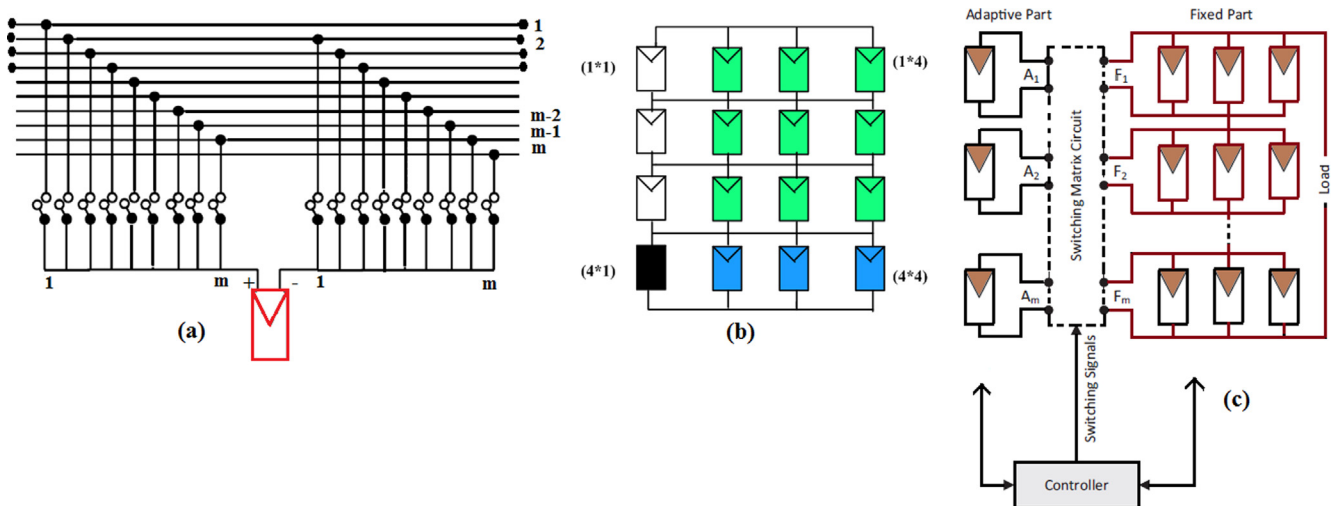 1
2
m-2
m-1
m
1
m
+
-
1
m
(a)
(1*1)
(1*4)
(4*1)
(4*4)
(b)
Adaptive Part
Fixed Part
A1
F1
A2
F2
Am
Fm
Switching Matrix Circuit
Load
Switching Signals
(c)
Controller